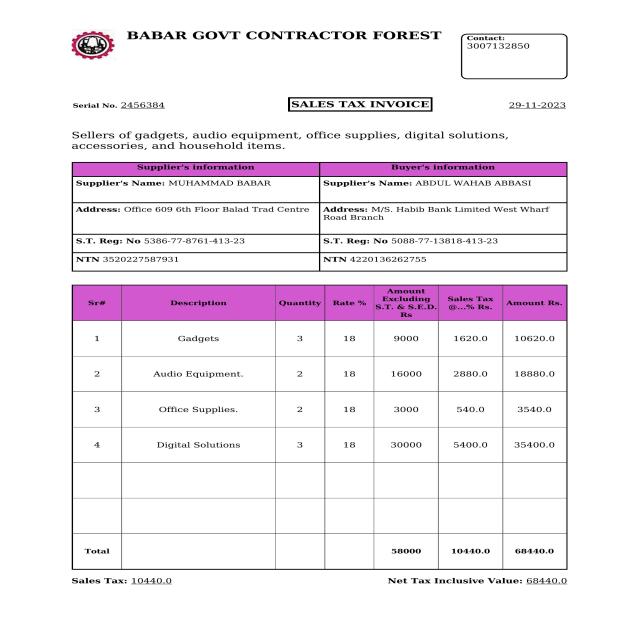 BABAR GOVT CONTRACTOR FOREST
Contact:
3007132850
Serial No. 2456384
SALES TAX INVOICE
29-11-2023
Sellers of gadgets, audio equipment, office supplies, digital solutions,
accessories, and household items.
Supplier's information Buyer's information
Supplier's Name: MUHAMMAD BABAR Supplier's Name: ABDUL WAHAB ABBASI
Address: Office 609 6th Floor Balad Trad Centre Address: M/S. Habib Bank Limited West Wharf
Road Branch
S.T. Reg: No 5386-77-8761-413-23 S.T. Reg: No 5088-77-13818-413-23
NTN 3520227587931 NTN 4220136262755
Sr# Description Quantity Rate % Amount Excluding S.T. & S.E.D. Rs Sales Tax @...% Rs. Amount Rs.
1 Gadgets 3 18 9000 1620.0 10620.0
2 Audio Equipment. 2 18 16000 2880.0 18880.0
3 Office Supplies. 2 18 3000 540.0 3540.0
4 Digital Solutions 3 18 30000 5400.0 35400.0
Total 58000 10440.0 68440.0
Sales Tax: 10440.0 Net Tax Inclusive Value: 68440.0